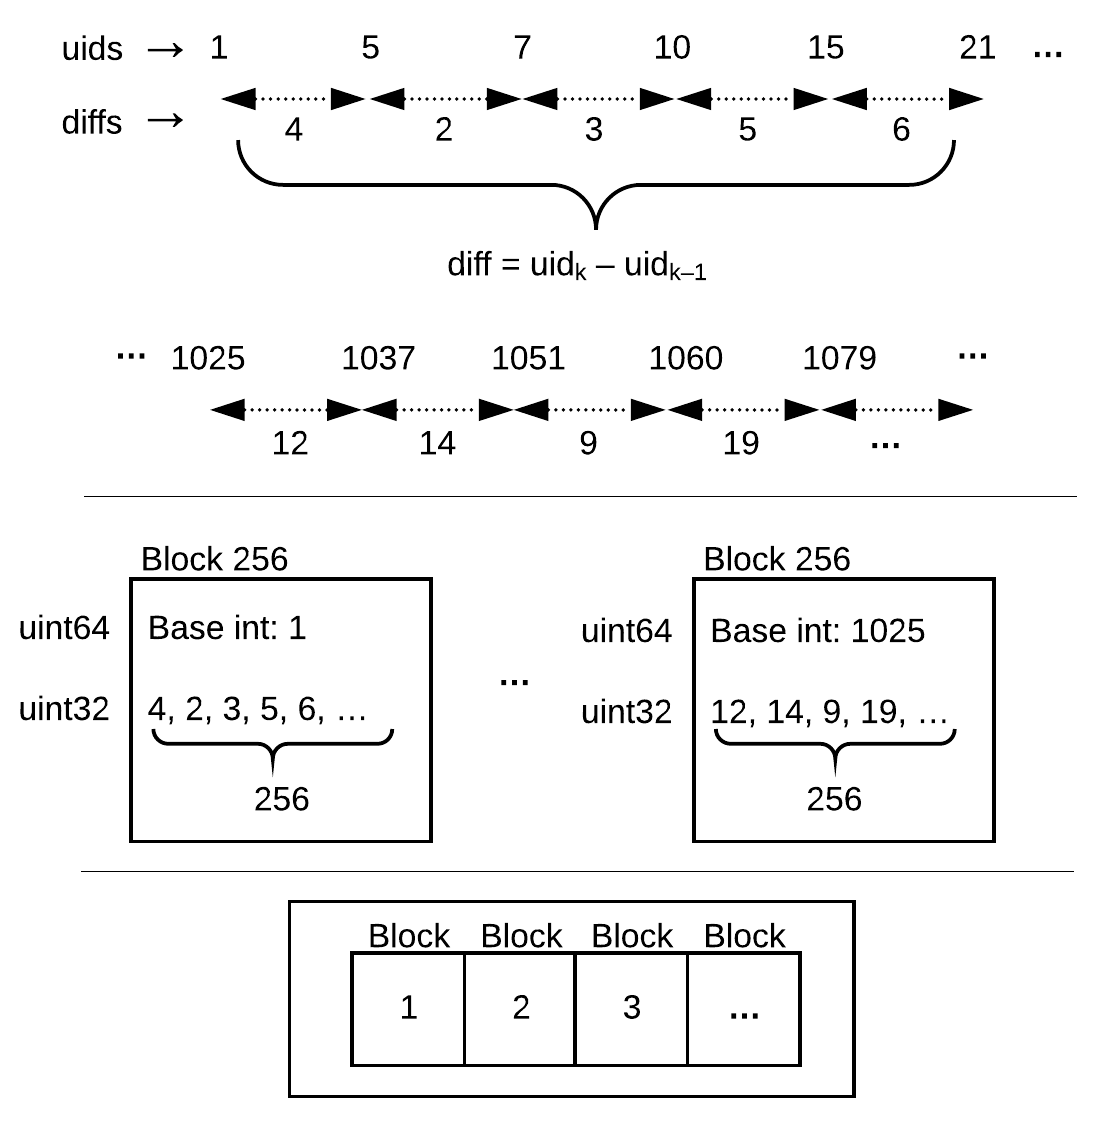 uids → 1 5 7 10 15 21 ...
diffs → 4 2 3 5 6
diff = uidk – uidk–1
... 1025 1037 1051 1060 1079 ...
12 14 9 19 ...
Block 256 Block 256
uint64 Base int: 1 uint64 Base int: 1025
...
uint32 4, 2, 3, 5, 6, … uint32 12, 14, 9, 19, …
256 256
Block Block Block Block
1 2 3 ...